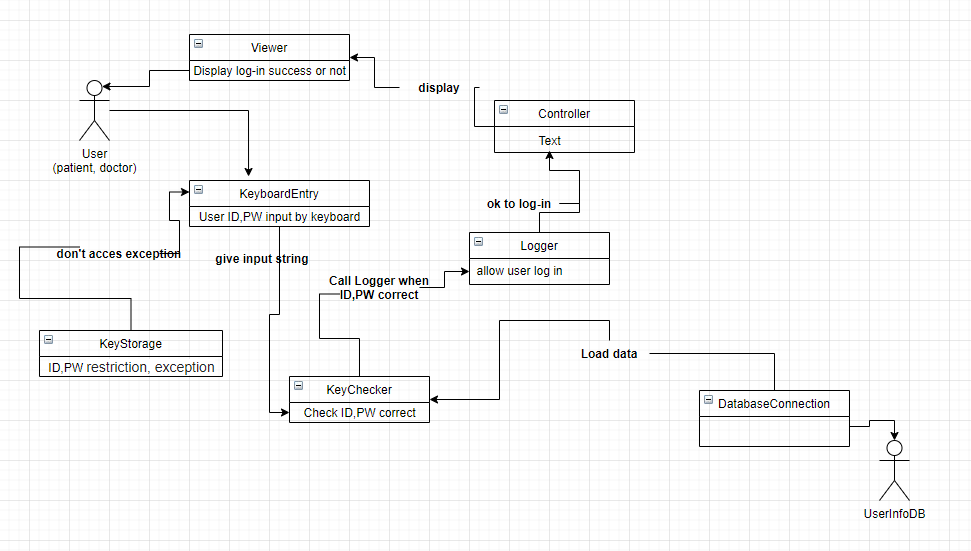 Viewer
Display log-in success or not
display
Controller
Text
User
(patient, doctor)
KeyboardEntry
User ID,PW input by keyboard
ok to log-in
Logger
allow user log in
don't acces exception
give input string
Call Logger when
ID,PW correct
KeyStorage
ID,PW restriction, exception
Load data
KeyChecker
Check ID,PW correct
DatabaseConnection
UserInfoDB